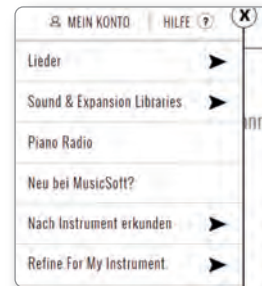 MEIN KONTO HILFE ? X
Lieder
Sound & Expansion Libraries
Piano Radio
Neu bei MusicSoft?
Nach Instrument erkunden
Refine For My Instrument